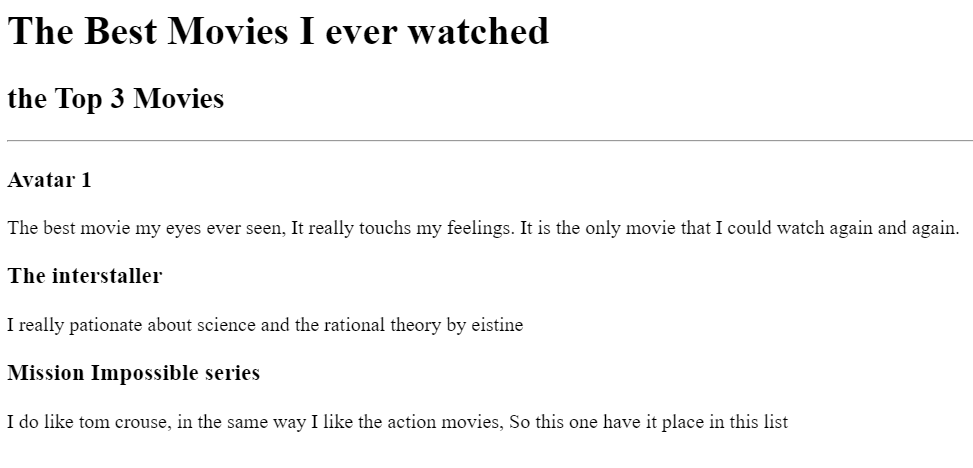 The Best Movies I ever watched
the Top 3 Movies
Avatar 1
The best movie my eyes ever seen, It really touchs my feelings. It is the only movie that I could watch again and again.
The interstaller
I really pationate about science and the rational theory by eistine
Mission Impossible series
I do like tom crouse, in the same way I like the action movies, So this one have it place in this list